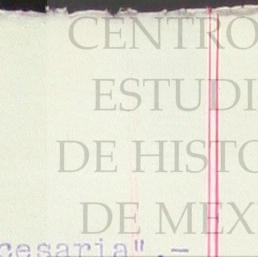 CENTRO
ESTUDI
DE HISTO
DE MEX
cesaria".-